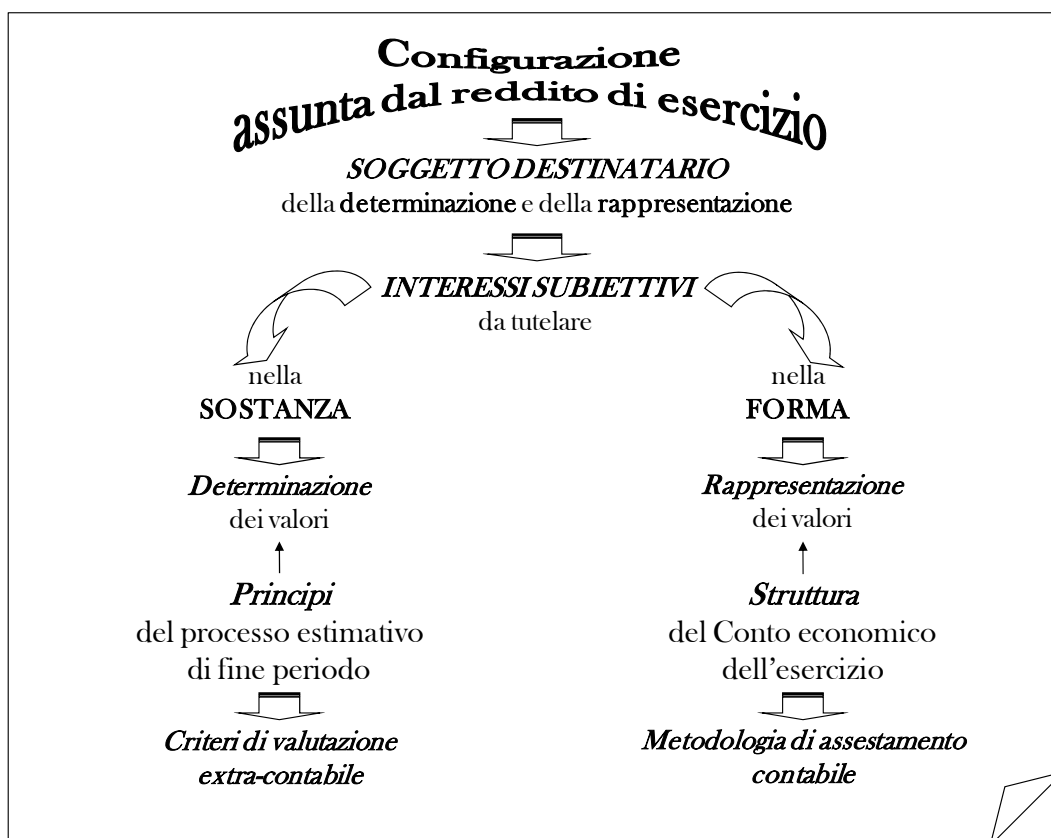 Configurazione
assunta dal reddito di esercizio
SOGGETTO DESTINATARIO
della determinazione e della rappresentazione
INTERESSI SUBIETTIVI
da tutelare
nella
SOSTANZA
Determinazione
dei valori
Principi
del processo estimativo
di fine periodo
Criteri di valutazione
extra-contabile
nella
FORMA
Rappresentazione
dei valori
Struttura
del Conto economico
dell’esercizio
Metodologia di assestamento
contabile